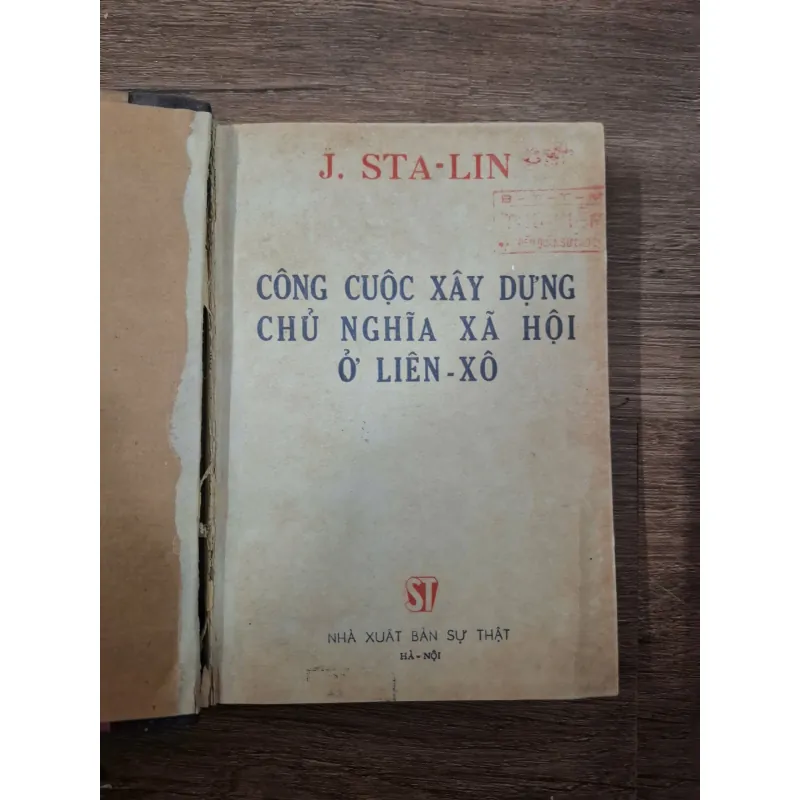 J. STA-LIN
CÔNG CUỘC XÂY DỰNG
CHỦ NGHĨA XÃ HỘI
Ở LIÊN-XÔ
ST
NHÀ XUẤT BẢN SỰ THẬT
HÀ-NỘI